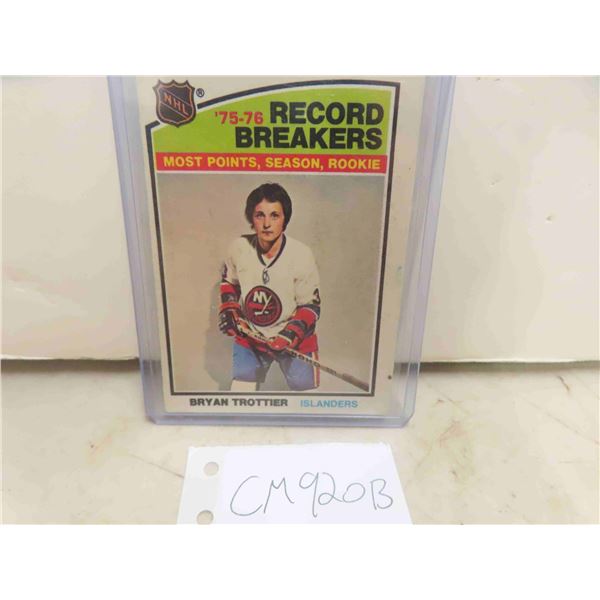 NHL ®
'75-76 RECORD
BREAKERS
MOST POINTS, SEASON, ROOKIE
NY
BRYAN TROTTIER ISLANDERS
CM920B